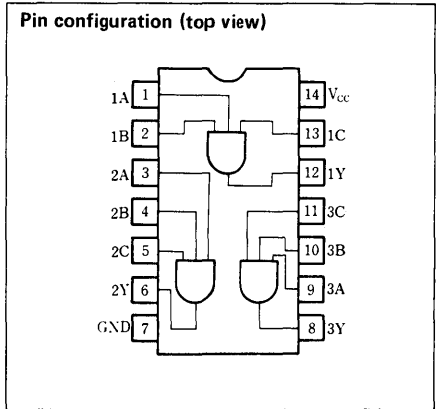 Pin configuration (top view)
1A 1 14 Vcc
1B 2 13 1C
2A 3 12 1Y
2B 4 11 3C
2C 5 10 3B
2Y 6 9 3A
GND 7 8 3Y